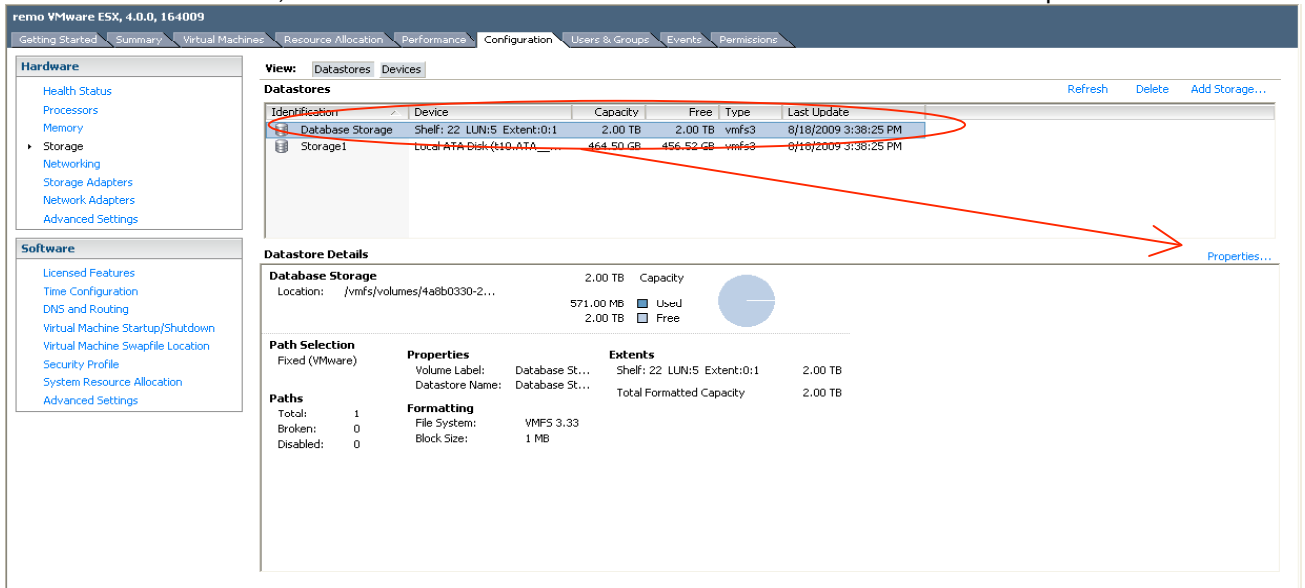 remo VMware ESX, 4.0.0, 164009
Getting Started Summary Virtual Machines Resource Allocation Performance Configuration Users & Groups Events Permissions
Hardware
Health Status
Processors
Memory
Storage
Networking
Storage Adapters
Network Adapters
Advanced Settings
Software
Licensed Features
Time Configuration
DNS and Routing
Virtual Machine Startup/Shutdown
Virtual Machine Swapfile Location
Security Profile
System Resource Allocation
Advanced Settings
View: Datastores Devices
Datastores Refresh Delete Add Storage...
Identification Device Capacity Free Type Last Update
Database Storage Shelf: 22 LUN:5 Extent:0:1 2.00 TB 2.00 TB vmfs3 8/18/2009 3:38:25 PM
Storage1 Local ATA Disk (t10.ATA__... 464.50 GB 456.52 GB vmfs3 8/18/2009 3:38:25 PM
Datastore Details Properties...
Database Storage 2.00 TB Capacity
Location: /vmfs/volumes/4a8b0330-2...
571.00 MB Used
2.00 TB Free
Path Selection
Fixed (VMware)
Paths
Total: 1
Broken: 0
Disabled: 0
Properties
Volume Label: Database St...
Datastore Name: Database St...
Formatting
File System: VMFS 3.33
Block Size: 1 MB
Extents
Shelf: 22 LUN:5 Extent:0:1 2.00 TB
Total Formatted Capacity 2.00 TB